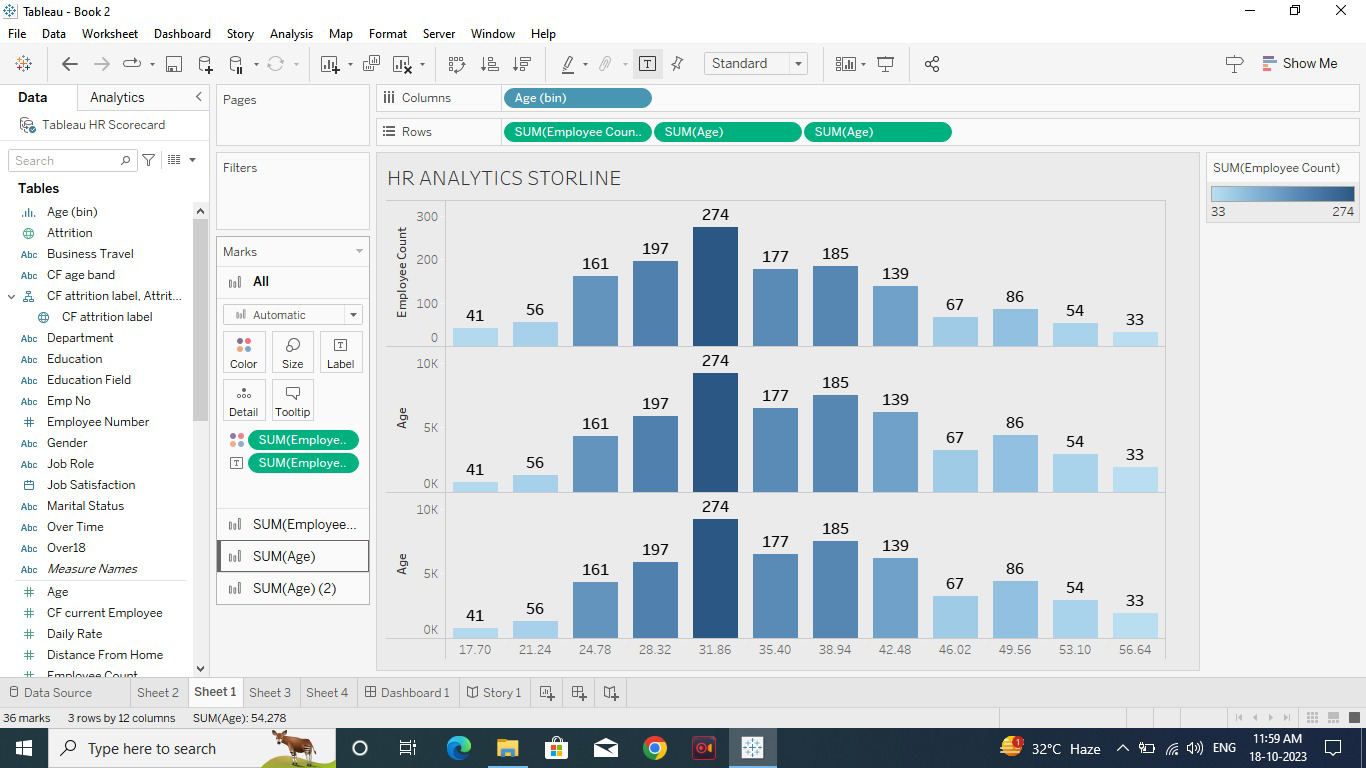 Tableau - Book 2
File Data Worksheet Dashboard Story Analysis Map Format Server Window Help
Standard
Show Me
Data Analytics
Tableau HR Scorecard
Search
Tables
Age (bin)
Attrition
Business Travel
CF age band
CF attrition label, Attrit...
CF attrition label
Department
Education
Education Field
Emp No
Employee Number
Gender
Job Role
Job Satisfaction
Marital Status
Over Time
Over18
Measure Names
Age
CF current Employee
Daily Rate
Distance From Home
Employee Count
Pages
Filters
Marks
All
Automatic
Color Size Label
Detail Tooltip
SUM(Employe..
SUM(Employe..
SUM(Employee...
SUM(Age)
SUM(Age) (2)
Columns Age (bin)
Rows SUM(Employee Coun.. SUM(Age) SUM(Age)
HR ANALYTICS STORLINE
Employee Count
300
200
100
0
41 56 161 197 274 177 185 139 67 86 54 33
Age
10K
5K
0K
41 56 161 197 274 177 185 139 67 86 54 33
Age
10K
5K
0K
41 56 161 197 274 177 185 139 67 86 54 33
17.70 21.24 24.78 28.32 31.86 35.40 38.94 42.48 46.02 49.56 53.10 56.64
SUM(Employee Count)
33 274
Data Source Sheet 2 Sheet 1 Sheet 3 Sheet 4 Dashboard 1 Story 1
36 marks 3 rows by 12 columns SUM(Age): 54,278
Type here to search
1
32°C Haze
ENG
11:59 AM
18-10-2023